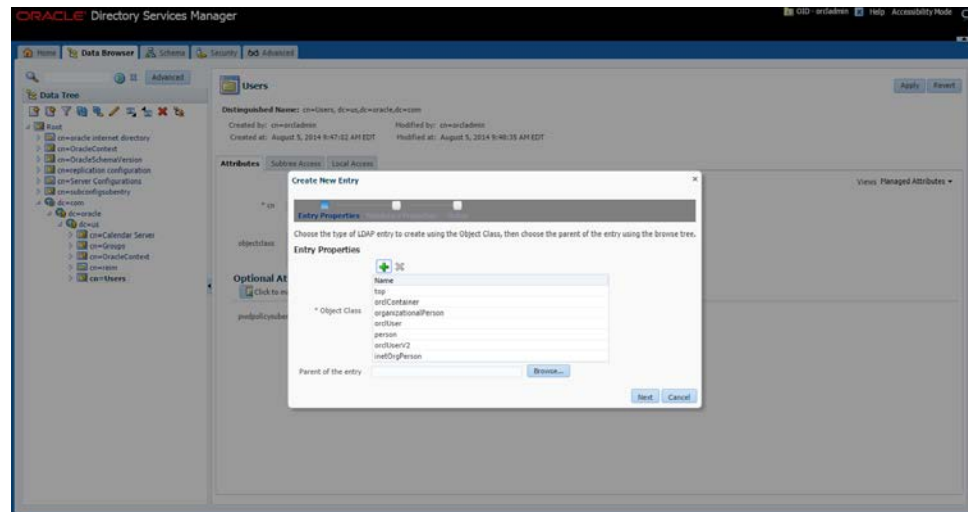 ORACLE Directory Services Manager
OID - orcladmin Help Accessibility Mode
Home Data Browser Schema Security Advanced
Advanced
Data Tree
Root
cn=oracle internet directory
cn=OracleContext
cn=OracleSchemaVersion
cn=replication configuration
cn=Server Configurations
cn=subconfigsubentry
dc=com
dc=oracle
dc=us
cn=Calendar Server
cn=Groups
cn=OracleContext
cn=Users
Users
Apply Revert
Distinguished Name: cn=Users, dc=us,dc=oracle,dc=com
Created by: cn=orcladmin Modified by: cn=orcladmin
Created at: August 5, 2014 9:47:02 AM EDT Modified at: August 5, 2014 9:48:35 AM EDT
Attributes Subtree Access Local Access
Views Managed Attributes
* cn
objectclass
Optional At
Click to
Create New Entry
Entry Properties
Choose the type of LDAP entry to create using the Object Class, then choose the parent of the entry using the browse tree.
Entry Properties
* Object Class
Name
top
orclContainer
organizationalPerson
orclUser
person
orclUserV2
inetOrgPerson
Parent of the entry Browse...
Next Cancel